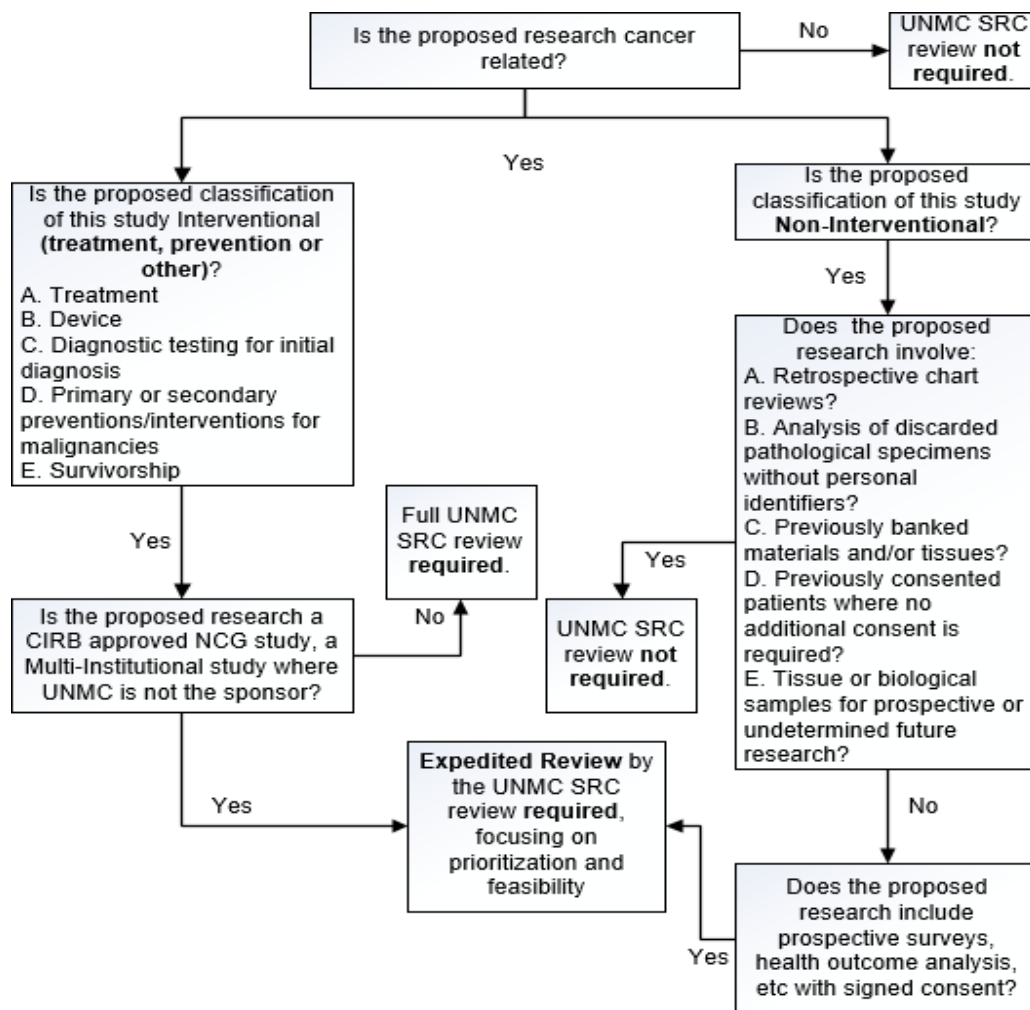 Is the proposed research cancer
related?
No
UNMC SRC
review not
required.
Yes
Is the proposed classification
of this study Interventional
(treatment, prevention or
other)?
A. Treatment
B. Device
C. Diagnostic testing for initial
diagnosis
D. Primary or secondary
preventions/interventions for
malignancies
E. Survivorship
Is the proposed
classification of this study
Non-Interventional?
Yes
Does the proposed
research involve:
A. Retrospective chart
reviews?
B. Analysis of discarded
pathological specimens
without personal
identifiers?
C. Previously banked
materials and/or tissues?
D. Previously consented
patients where no
additional consent is
required?
E. Tissue or biological
samples for prospective or
undetermined future
research?
Yes
Full UNMC
SRC review
required.
No
Yes
UNMC SRC
review not
required.
Is the proposed research a
CIRB approved NCG study, a
Multi-Institutional study where
UNMC is not the sponsor?
Yes
Expedited Review by
the UNMC SRC
review required,
focusing on
prioritization and
feasibility
No
Yes
Does the proposed
research include
prospective surveys,
health outcome analysis,
etc with signed consent?